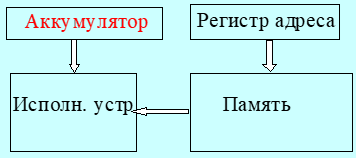 Аккумулятор
Регистр адреса
Исполн. устр
Память